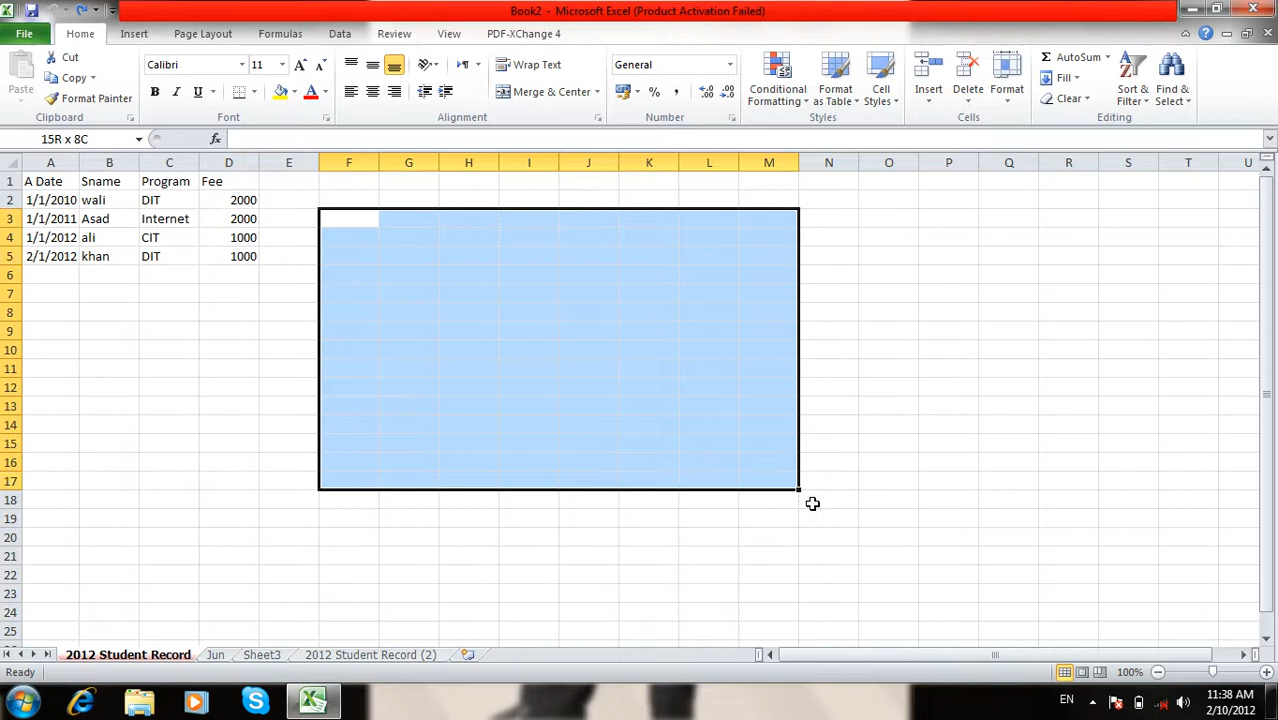 Book2 - Microsoft Excel (Product Activation Failed)
File Home Insert Page Layout Formulas Data Review View PDF-XChange 4
Cut
Copy
Format Painter
Paste
Clipboard
Calibri 11
B I U
Font
Wrap Text
Merge & Center
Alignment
General
%
Number
Conditional Formatting
Format as Table
Cell Styles
Styles
Insert Delete Format
Cells
AutoSum
Fill
Clear
Sort & Filter
Find & Select
Editing
15R x 8C fx
A B C D E F G H I J K L M N O P Q R S T U
1 A Date Sname Program Fee
2 1/1/2010 wali DIT 2000
3 1/1/2011 Asad Internet 2000
4 1/1/2012 ali CIT 1000
5 2/1/2012 khan DIT 1000
6
7
8
9
10
11
12
13
14
15
16
17
18
19
20
21
22
23
24
25
2012 Student Record Jun Sheet3 2012 Student Record (2)
Ready 100%
EN 11:38 AM
2/10/2012